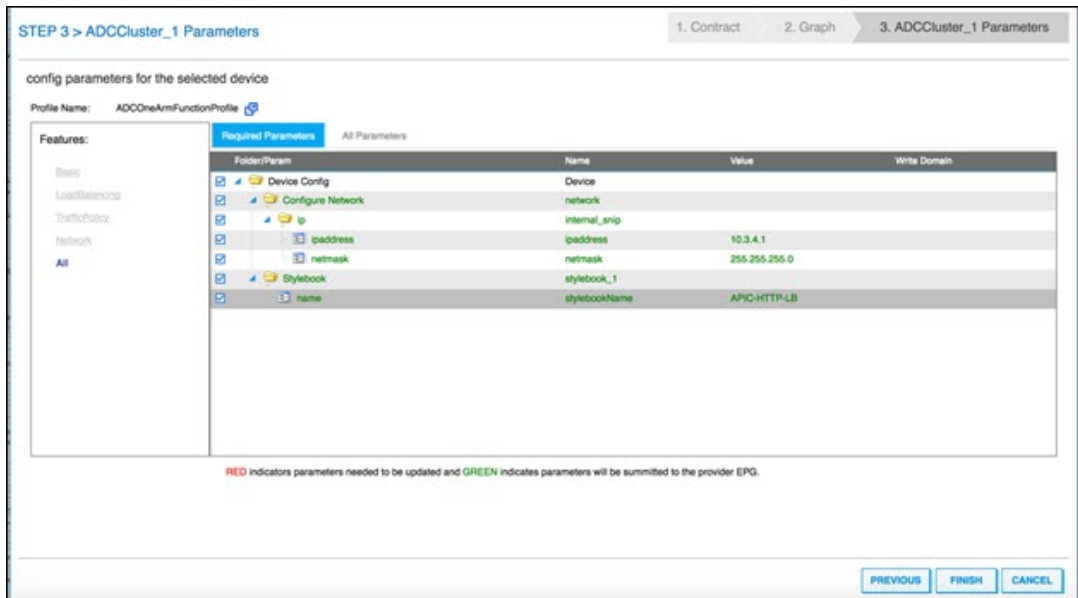 STEP 3 > ADCCluster_1 Parameters
1. Contract 2. Graph 3. ADCCluster_1 Parameters
config parameters for the selected device
Profile Name: ADCOneArmFunctionProfile
Features:
Basic
LoadBalancing
TrafficPolicy
Network
All
Required Parameters All Parameters
Folder/Param Name Value Write Domain
Device Config Device
Configure Network network
ip internal_snip
ipaddress ipaddress 10.3.4.1
netmask netmask 255.255.255.0
Stylebook stylebook_1
name stylebookName APIC-HTTP-LB
RED indicators parameters needed to be updated and GREEN indicates parameters will be summitted to the provider EPG.
PREVIOUS FINISH CANCEL